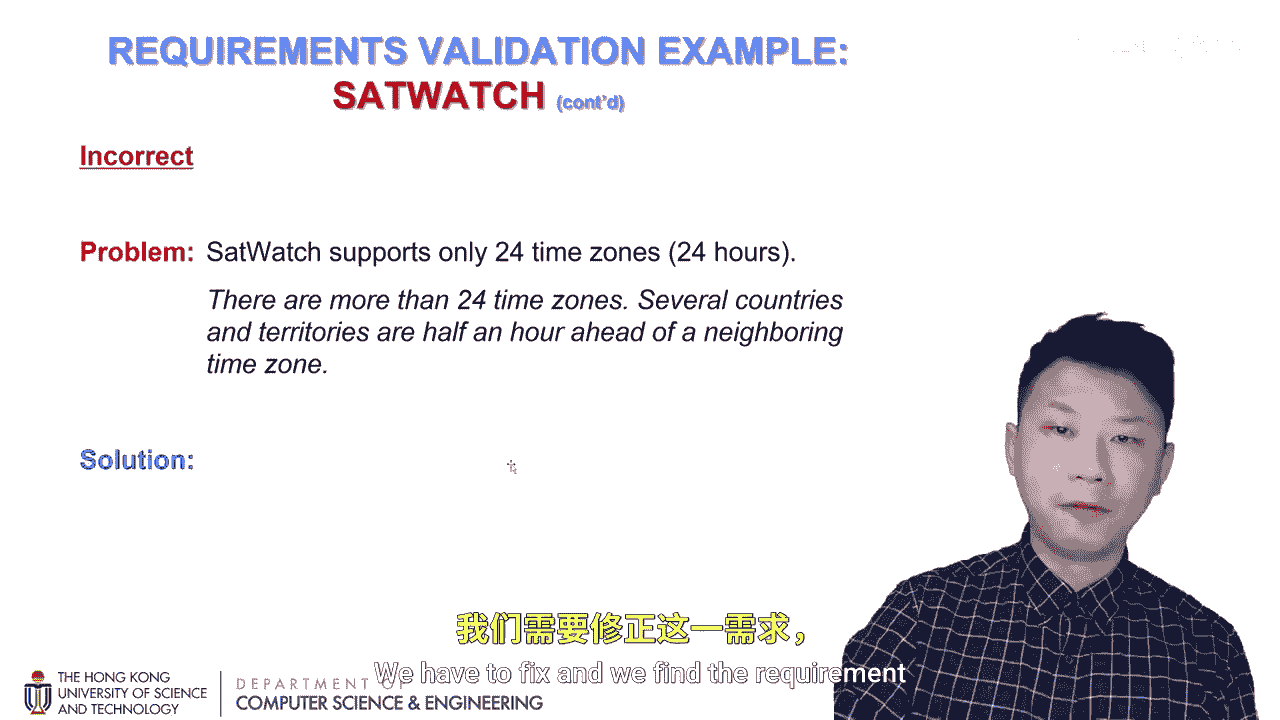 REQUIREMENTS VALIDATION EXAMPLE:
SATWATCH (cont'd)
Incorrect
Problem: SatWatch supports only 24 time zones (24 hours).
There are more than 24 time zones. Several countries
and territories are half an hour ahead of a neighboring
time zone.
Solution:
我们需要修正这一需求，
We have to fix and we find the requirement
THE HONG KONG
UNIVERSITY OF SCIENCE
AND TECHNOLOGY
DEPARTMENT OF
COMPUTER SCIENCE & ENGINEERING